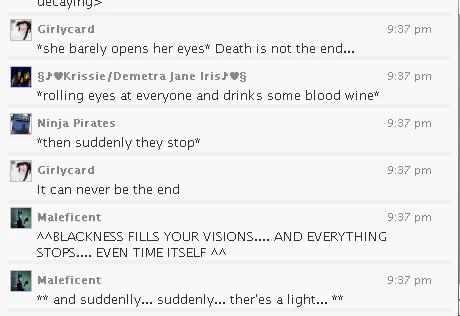 decaying>
Girlycard 9:37 pm
*she barely opens her eyes* Death is not the end...
§♪♥Krissie/Demetra Jane Iris♪♥§ 9:37 pm
*rolling eyes at everyone and drinks some blood wine*
Ninja Pirates 9:37 pm
*then suddenly they stop*
Girlycard 9:37 pm
It can never be the end
Maleficent 9:37 pm
^^BLACKNESS FILLS YOUR VISIONS.... AND EVERYTHING
STOPS.... EVEN TIME ITSELF ^^
Maleficent 9:37 pm
** and suddenlly... suddenly... ther'es a light... **